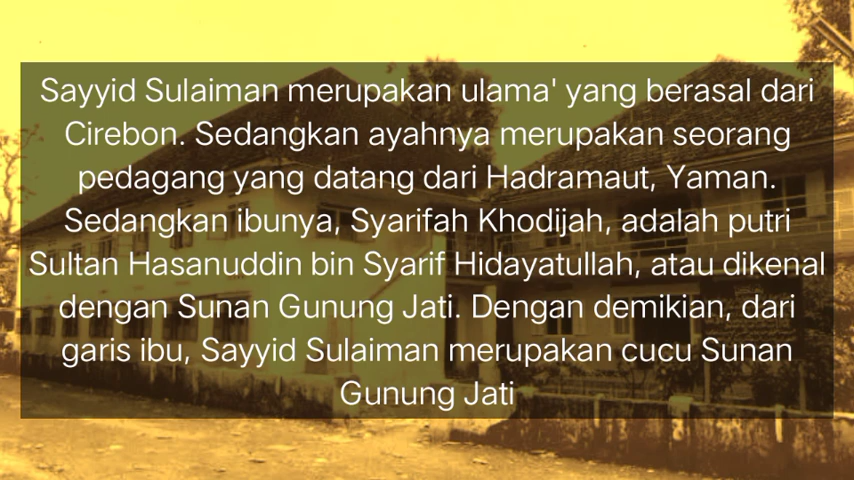 Sayyid Sulaiman merupakan ulama' yang berasal dari
Cirebon. Sedangkan ayahnya merupakan seorang
pedagang yang datang dari Hadramaut, Yaman.
Sedangkan ibunya, Syarifah Khodijah, adalah putri
Sultan Hasanuddin bin Syarif Hidayatullah, atau dikenal
dengan Sunan Gunung Jati. Dengan demikian, dari
garis ibu, Sayyid Sulaiman merupakan cucu Sunan
Gunung Jati